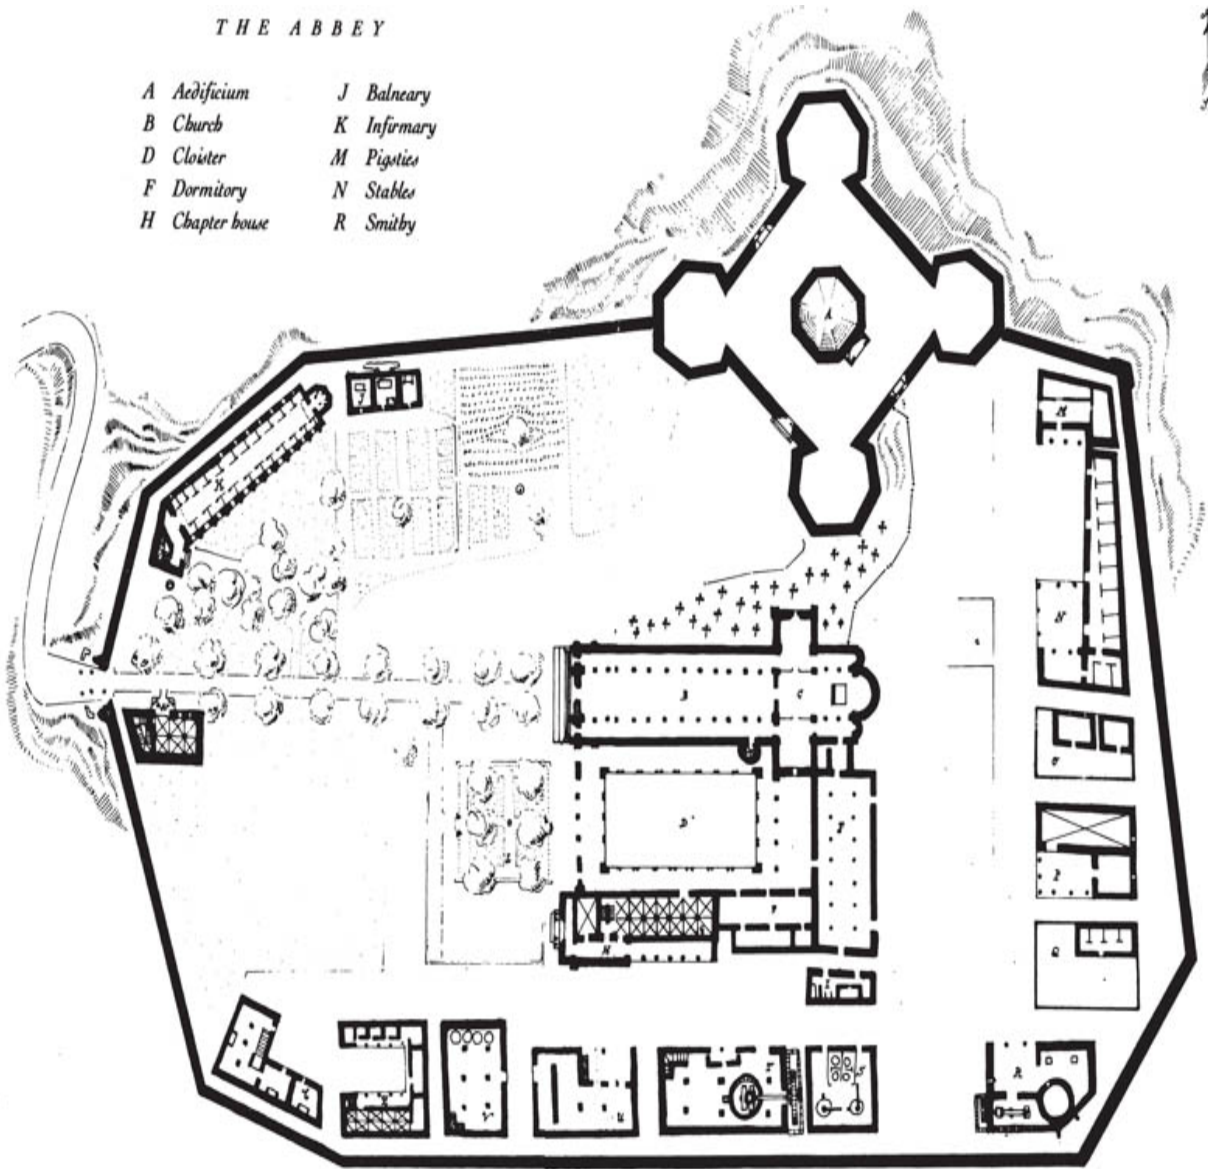 THE ABBEY
A Aedificium
B Church
D Cloister
F Dormitory
H Chapter house
J Balneary
K Infirmary
M Pigsties
N Stables
R Smithy
A
J
K
M
N
B
C
D
F
H
R